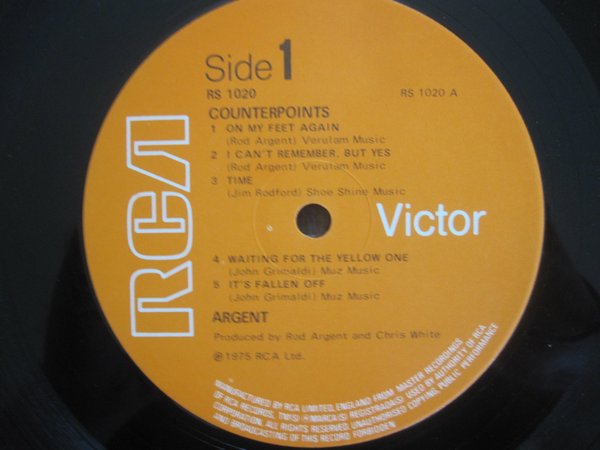 Side 1
RS 1020
RS 1020 A
COUNTERPOINTS
1 ON MY FEET AGAIN
(Rod Argent) Verulam Music
2 I CAN'T REMEMBER, BUT YES
(Rod Argent) Verulam Music
3 TIME
(Jim Rodford) Shoe Shine Music
RCA
Victor
4 WAITING FOR THE YELLOW ONE
(John Grimaldi) Muz Music
5 IT'S FALLEN OFF
(John Grimaldi) Muz Music
ARGENT
Produced by Rod Argent and Chris White
℗1975 RCA Ltd.
MANUFACTURED BY RCA LIMITED, ENGLAND, FROM MASTER RECORDINGS
OF RCA RECORDS, TM(S) ® MARCA(S) REGISTRADA(S) USED BY AUTHORITY OF RCA
CORPORATION. ALL RIGHTS RESERVED. UNAUTHORISED COPYING, PUBLIC PERFORMANCE
AND BROADCASTING OF THIS RECORD FORBIDDEN